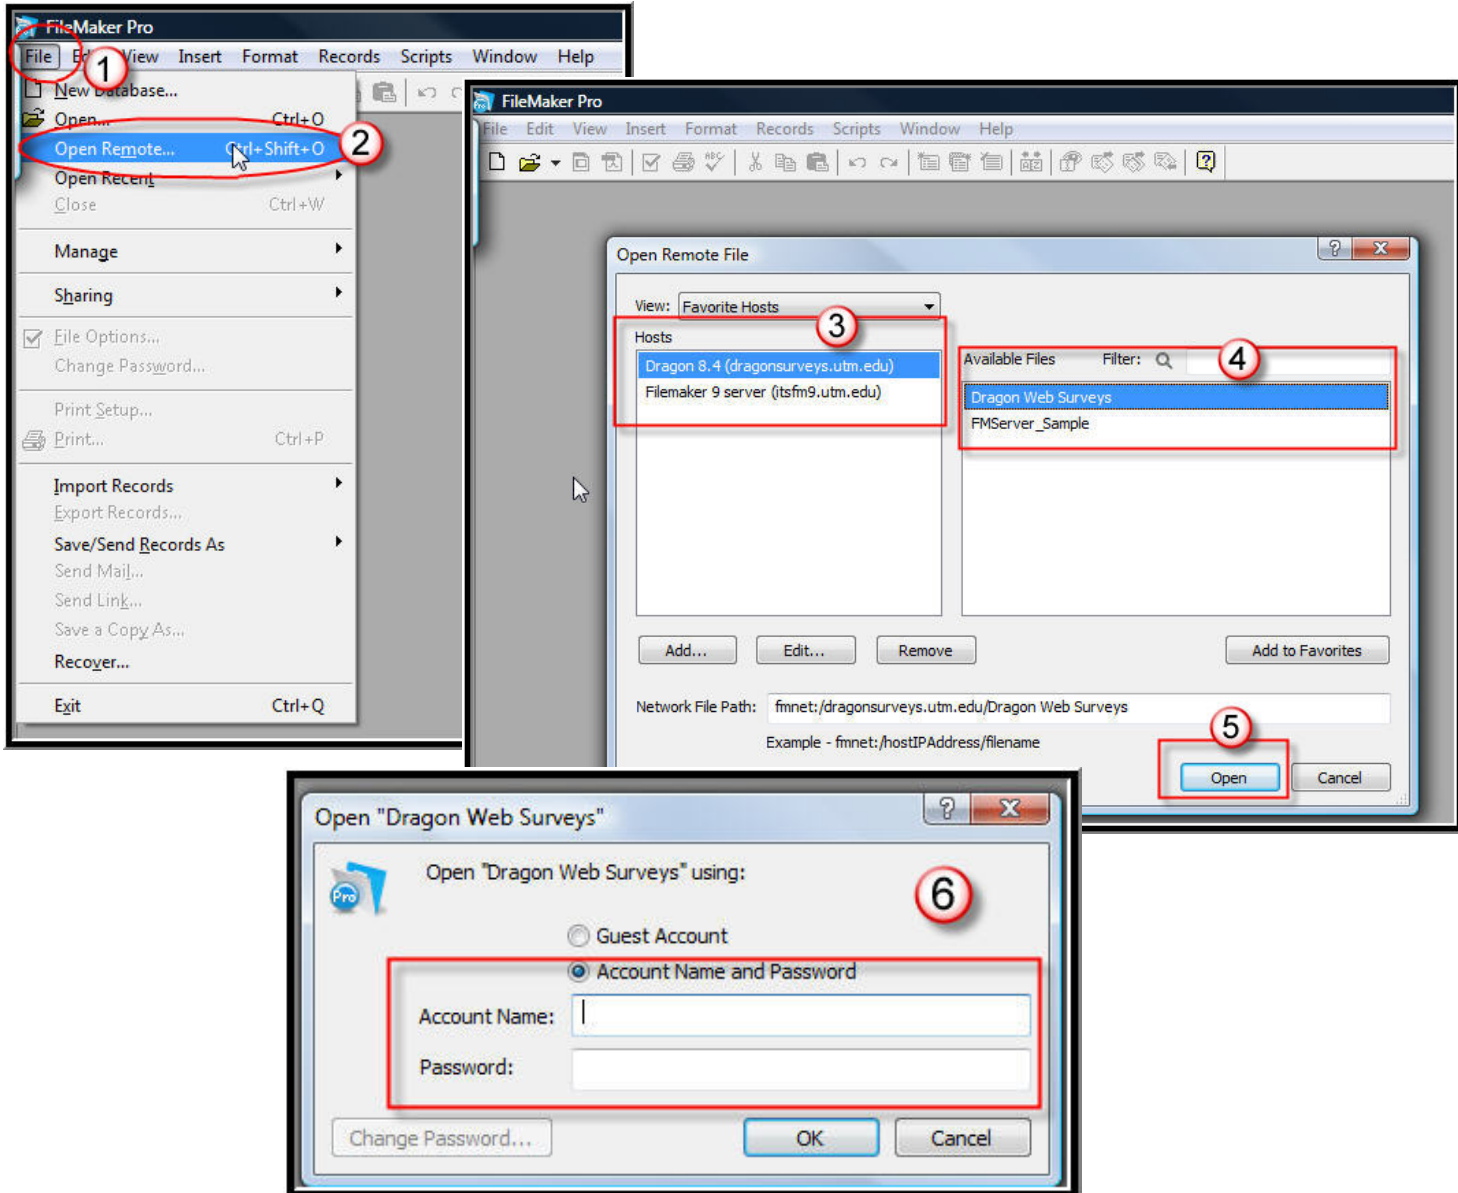 FileMaker Pro
File Edit View Insert Format Records Scripts Window Help
1
New Database...
Open... Ctrl+O
Open Remote... Ctrl+Shift+O
2
Open Recent
Close Ctrl+W
Manage
Sharing
File Options...
Change Password...
Print Setup...
Print... Ctrl+P
Import Records
Export Records...
Save/Send Records As
Send Mail...
Send Link...
Save a Copy As...
Recover...
Exit Ctrl+Q
FileMaker Pro
File Edit View Insert Format Records Scripts Window Help
Open Remote File
View: Favorite Hosts
3
Hosts
Dragon 8.4 (dragonsurveys.utm.edu)
Filemaker 9 server (itsfm9.utm.edu)
Available Files Filter:
4
Dragon Web Surveys
FMServer_Sample
Add... Edit... Remove Add to Favorites
Network File Path: fmnet:/dragonsurveys.utm.edu/Dragon Web Surveys
Example - fmnet:/hostIPAddress/filename
5
Open Cancel
Open "Dragon Web Surveys"
Pro
Open "Dragon Web Surveys" using:
6
Guest Account
Account Name and Password
Account Name:
Password:
Change Password... OK Cancel